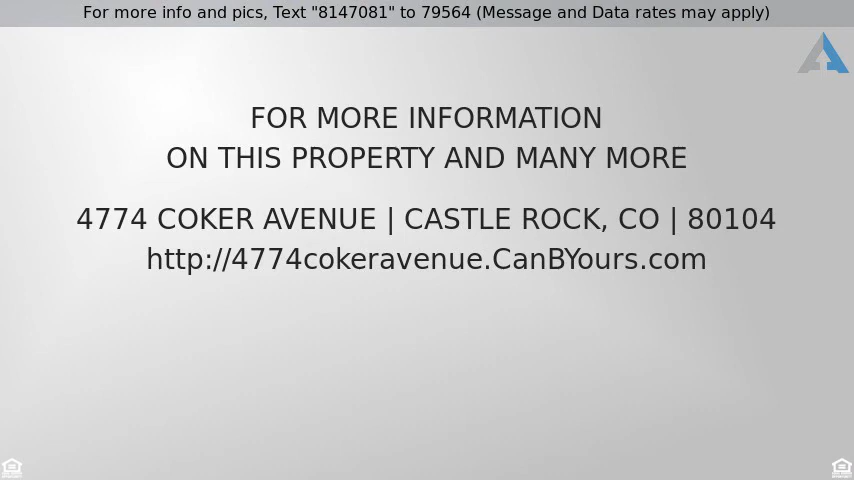 For more info and pics, Text "8147081" to 79564 (Message and Data rates may apply)
FOR MORE INFORMATION
ON THIS PROPERTY AND MANY MORE
4774 COKER AVENUE | CASTLE ROCK, CO | 80104
http://4774cokeravenue.CanBYours.com